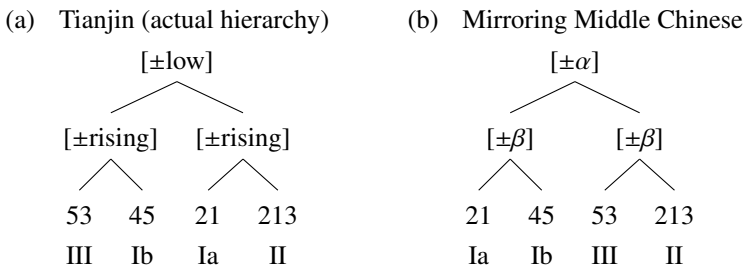 (a) Tianjin (actual hierarchy) (b) Mirroring Middle Chinese
[±low] [±α]
[±rising] [±rising] [±β] [±β]
53 45 21 213 21 45 53 213
III Ib Ia II Ia Ib III II